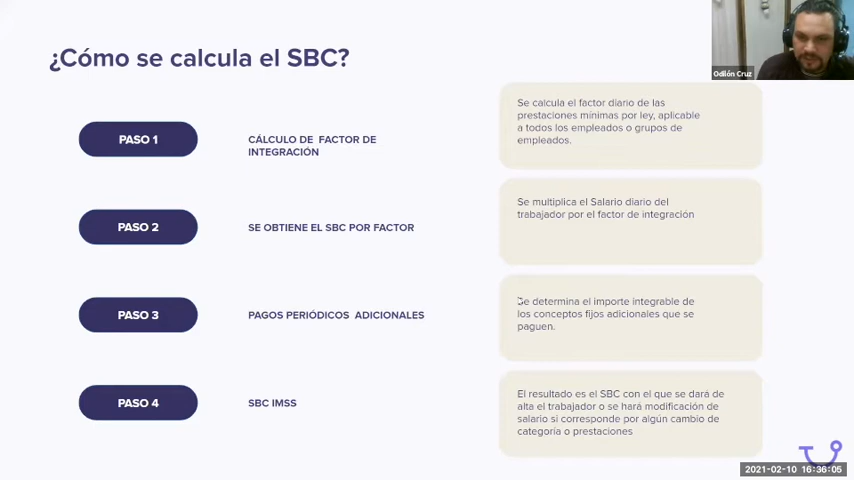 ¿Cómo se calcula el SBC?
Odilón Cruz
PASO 1
CÁLCULO DE FACTOR DE
INTEGRACIÓN
Se calcula el factor diario de las
prestaciones mínimas por ley, aplicable
a todos los empleados o grupos de
empleados.
PASO 2
SE OBTIENE EL SBC POR FACTOR
Se multiplica el Salario diario del
trabajador por el factor de integración
PASO 3
PAGOS PERIÓDICOS ADICIONALES
Se determina el importe integrable de
los conceptos fijos adicionales que se
paguen.
PASO 4
SBC IMSS
El resultado es el SBC con el que se dará de
alta el trabajador o se hará modificación de
salario si corresponde por algún cambio de
categoría o prestaciones
2021-02-10 16:36:05